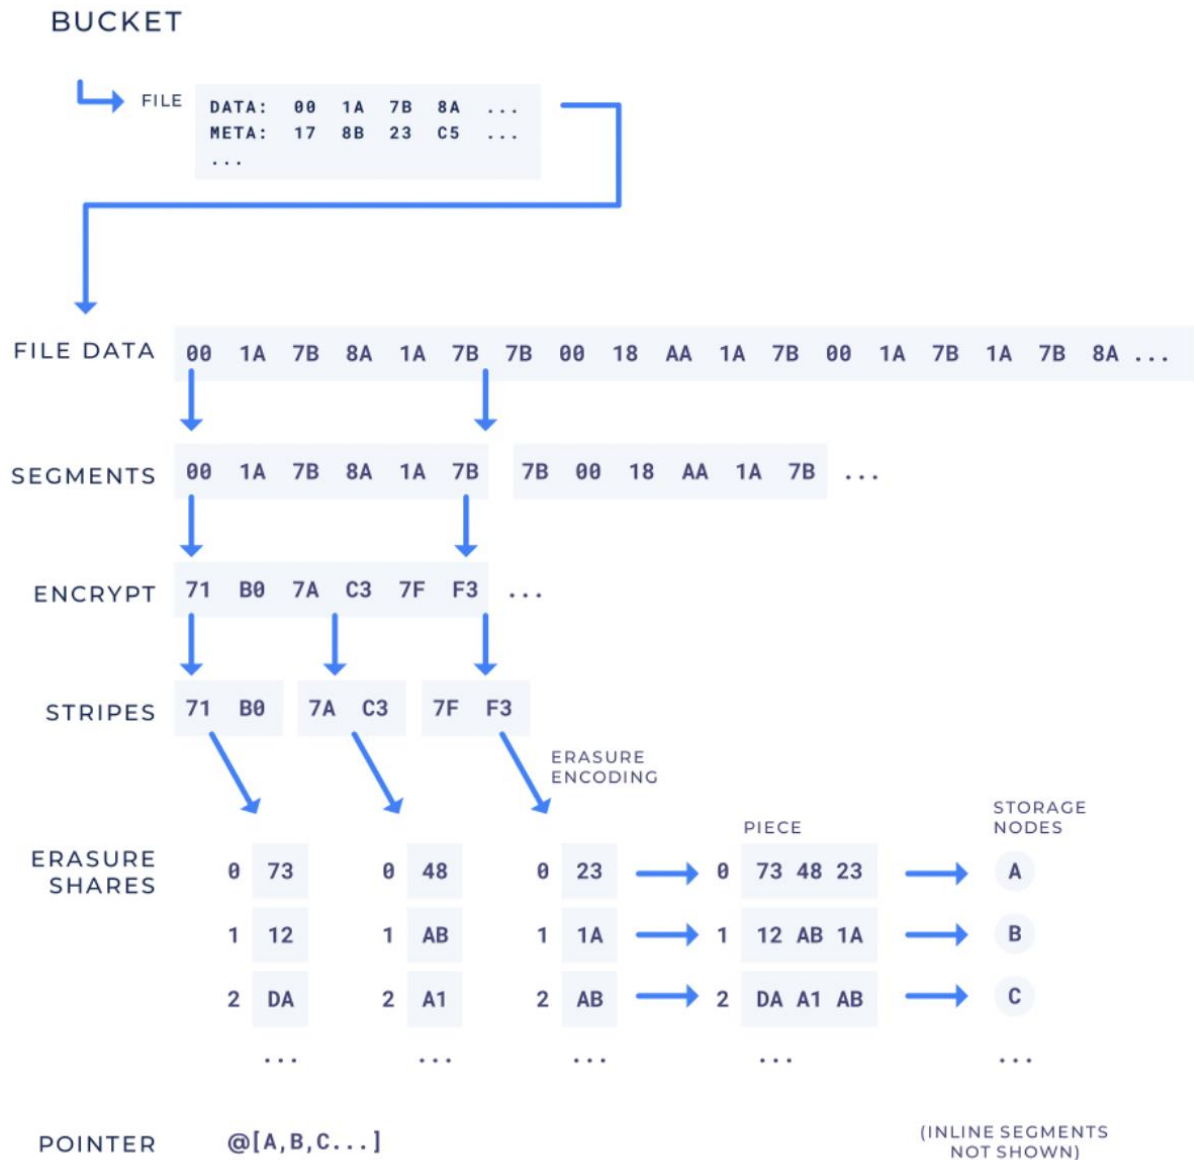 BUCKET
FILE
DATA: 00 1A 7B 8A ...
META: 17 8B 23 C5 ...
...
FILE DATA 00 1A 7B 8A 1A 7B 7B 00 18 AA 1A 7B 00 1A 7B 1A 7B 8A ...
SEGMENTS 00 1A 7B 8A 1A 7B 7B 00 18 AA 1A 7B ...
ENCRYPT 71 B0 7A C3 7F F3 ...
STRIPES 71 B0 7A C3 7F F3
ERASURE
ENCODING
PIECE
STORAGE
NODES
ERASURE
SHARES
0 73 0 48 0 23 0 73 48 23 A
1 12 1 AB 1 1A 1 12 AB 1A B
2 DA 2 A1 2 AB 2 DA A1 AB C
... ... ... ... ...
POINTER @[A,B,C...]
(INLINE SEGMENTS
NOT SHOWN)